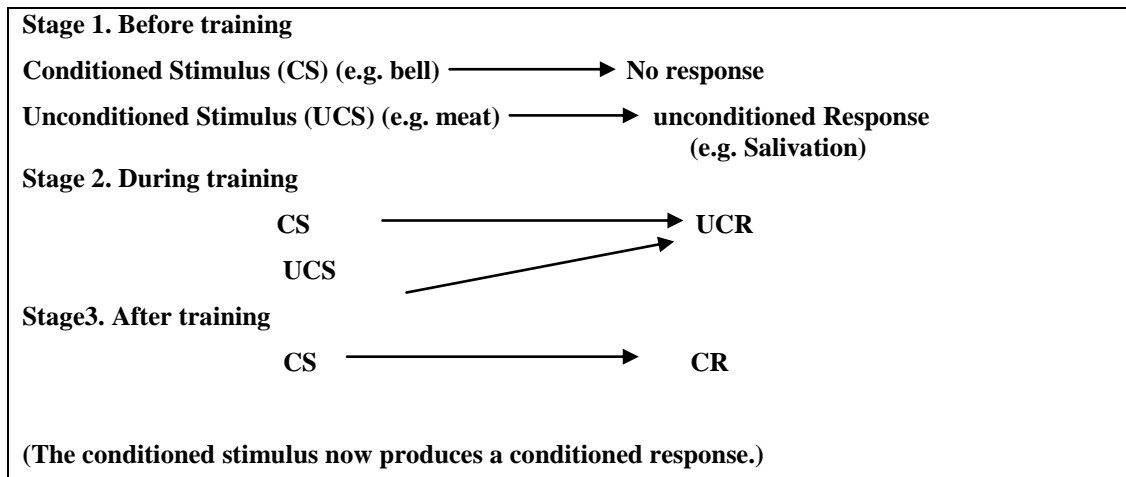 Stage 1. Before training
Conditioned Stimulus (CS) (e.g. bell) No response
Unconditioned Stimulus (UCS) (e.g. meat) unconditioned Response
(e.g. Salivation)
Stage 2. During training
CS UCR
UCS
Stage3. After training
CS CR
(The conditioned stimulus now produces a conditioned response.)